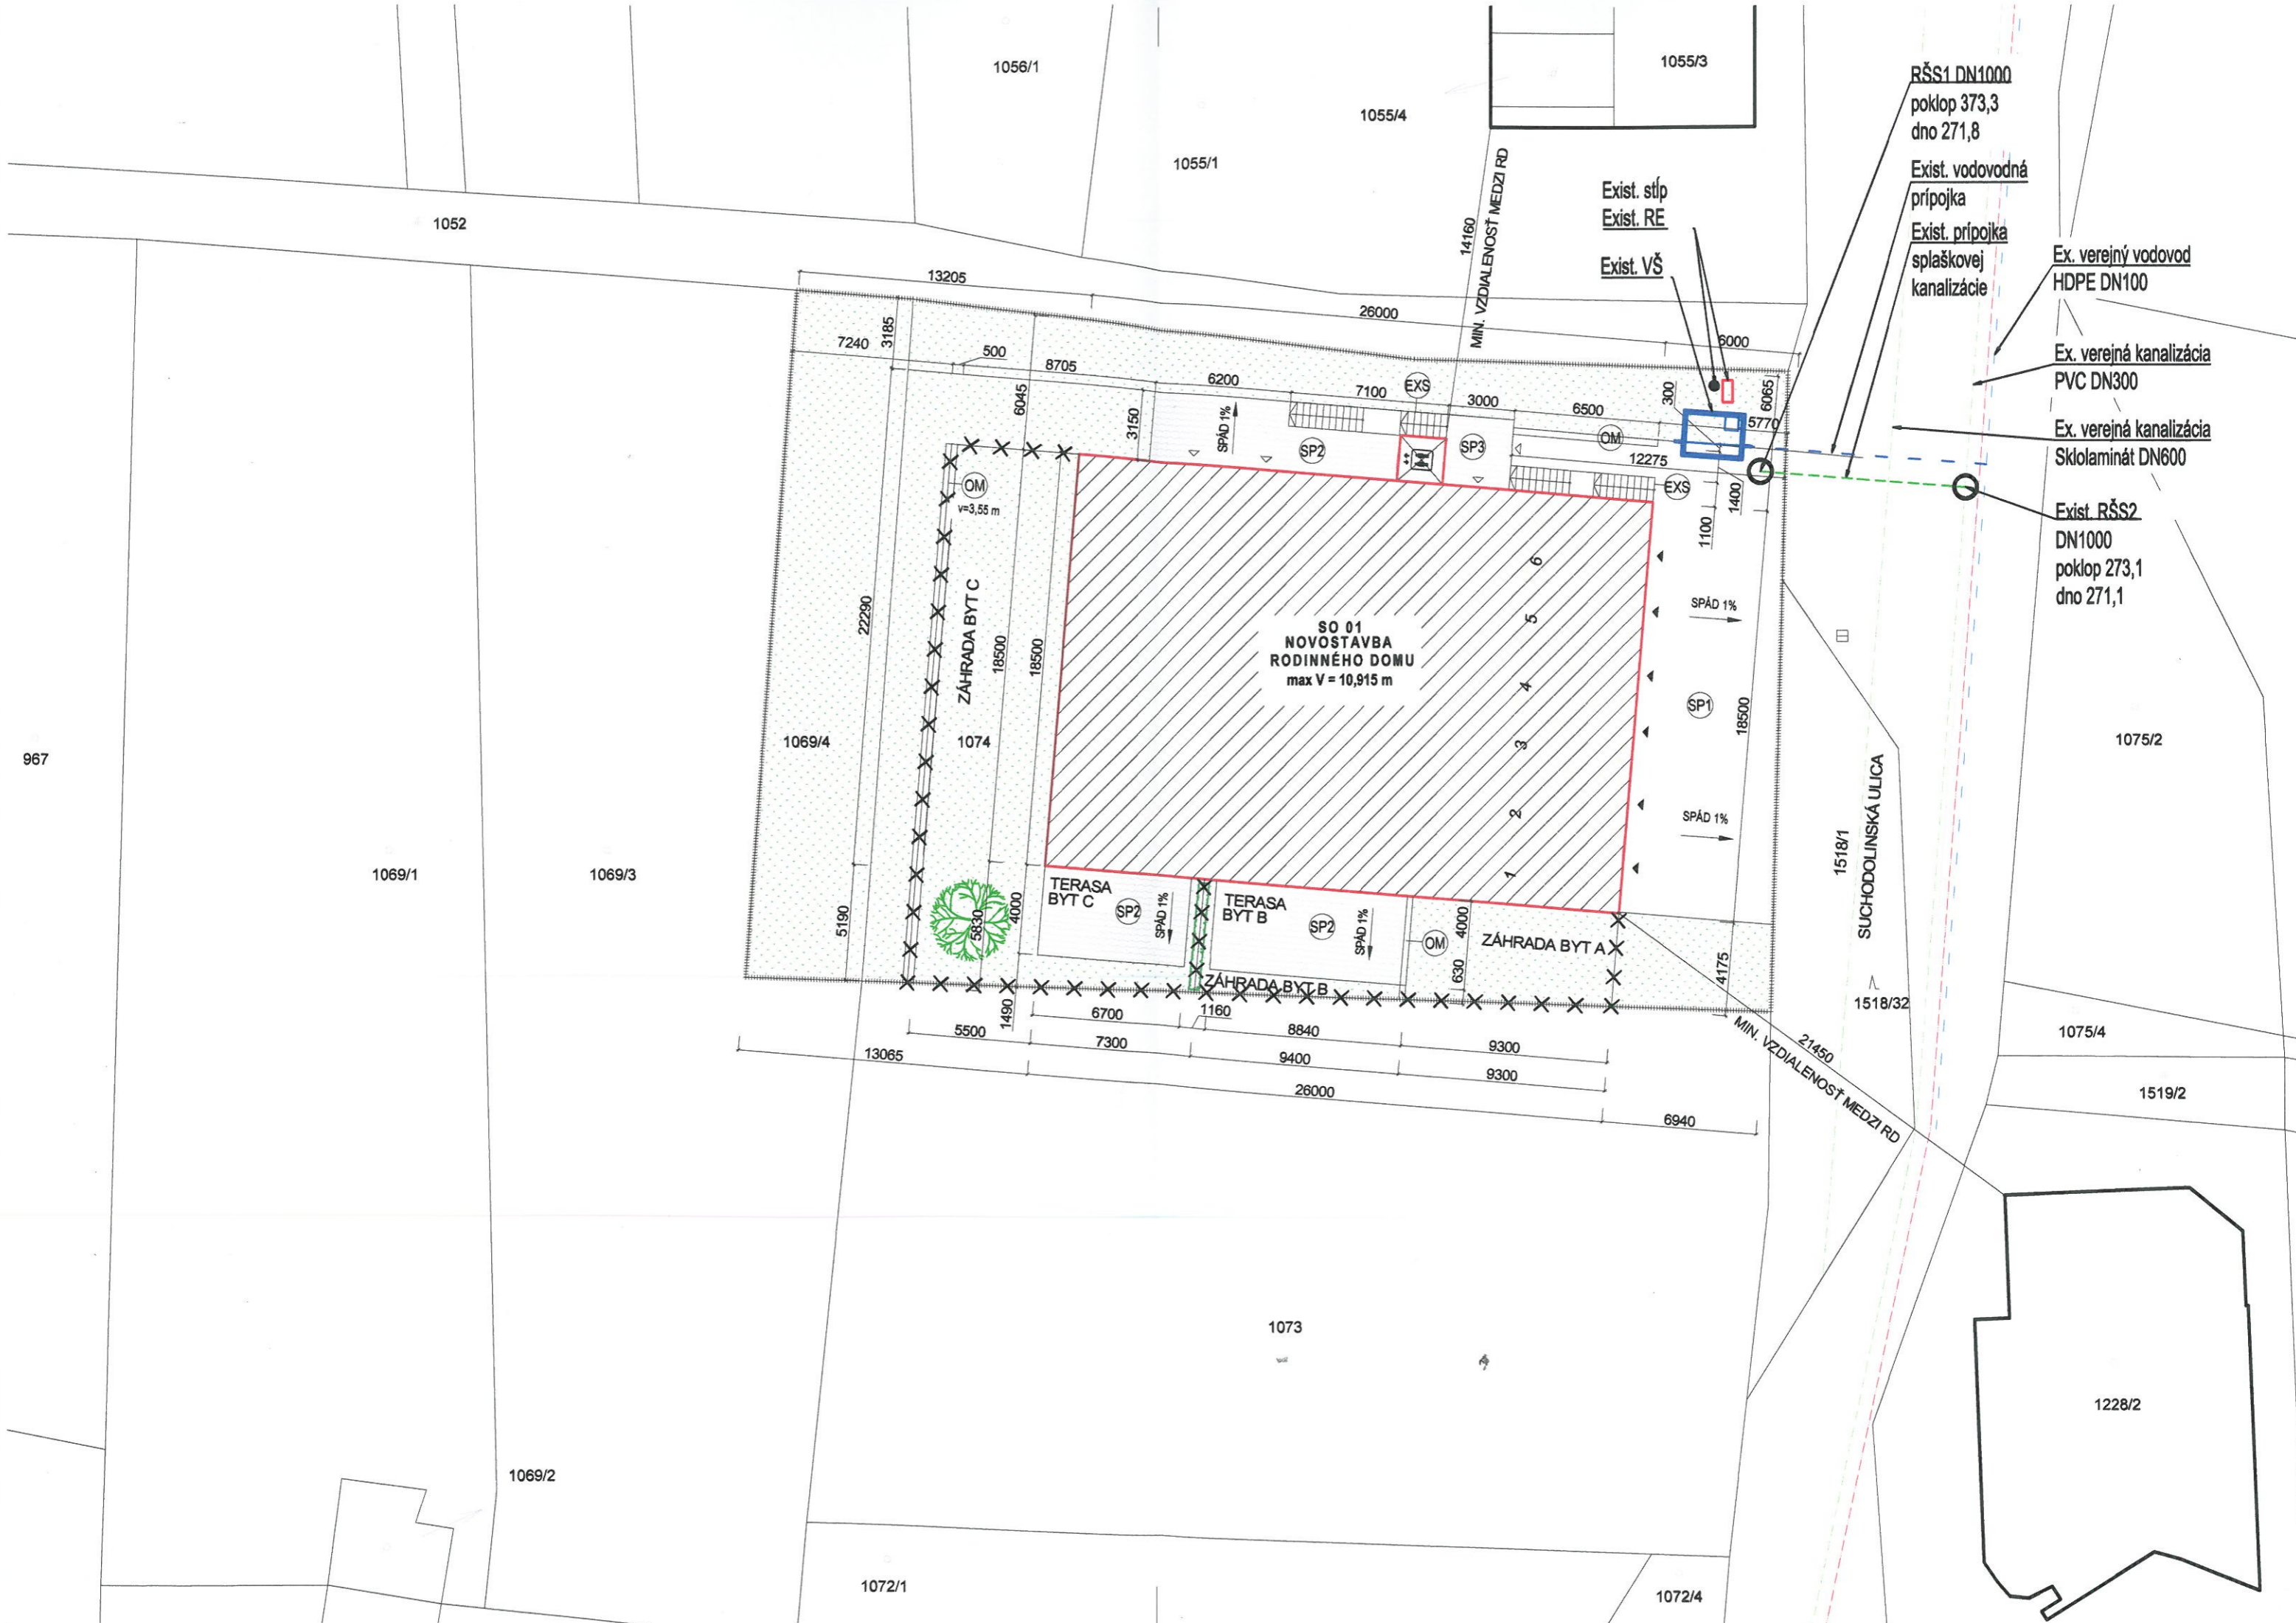 1056/1
1055/3
1055/4
1055/1
1052
RŠS1 DN1000
poklop 373,3
dno 271,8
Exist. vodovodná
prípojka
Exist. prípojka
splaškovej
kanalizácie
Ex. verejný vodovod
HDPE DN100
Ex. verejná kanalizácia
PVC DN300
Ex. verejná kanalizácia
Sklolaminát DN600
Exist. RŠS2
DN1000
poklop 273,1
dno 271,1
Exist. stĺp
Exist. RE
Exist. VŠ
14160
MIN. VZDIALENOSŤ MEDZI RD
13205
26000
6000
3185
7240
500
8705
6200
7100
EXS
3000
6500
300
6065
5770
6045
3150
SPÁD 1%
SP2
SP3
OM
12275
EXS
1400
1100
OM
v=3,55 m
ZÁHRADA BYT C
22290
18500
18500
SO 01
NOVOSTAVBA
RODINNÉHO DOMU
max V = 10,915 m
6
5
4
3
2
1
SPÁD 1%
SP1
18500
SPÁD 1%
967
1069/4
1074
1069/1
1069/3
1075/2
1518/1
SUCHODOLINSKÁ ULICA
5190
5830
4000
TERASA
BYT C
SP2
SPÁD 1%
TERASA
BYT B
SP2
SPÁD 1%
OM
4000
630
ZÁHRADA BYT A
ZÁHRADA BYT B
4175
1518/32
1075/4
1519/2
1490
6700
1160
8840
9300
5500
7300
9400
9300
13065
26000
6940
21450
MIN. VZDIALENOSŤ MEDZI RD
1073
1228/2
1069/2
1072/1
1072/4